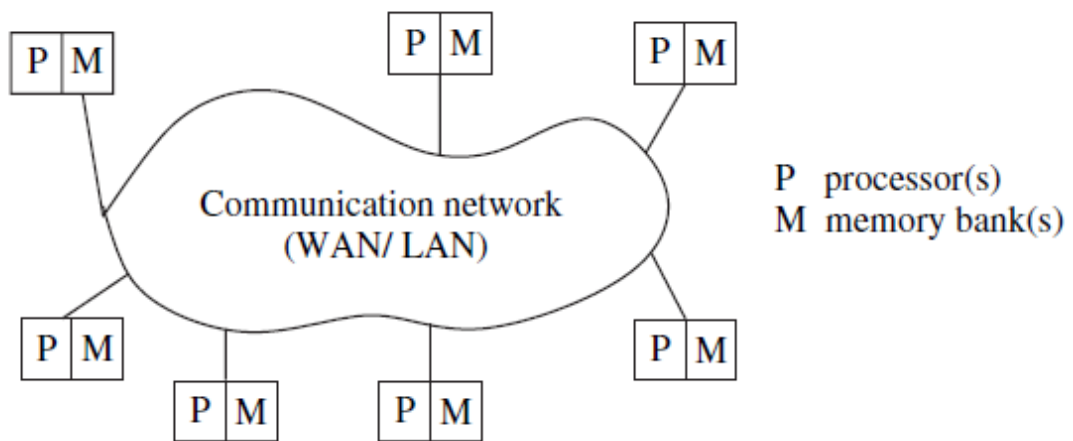 P M
P M
P M
Communication network
(WAN/ LAN)
P processor(s)
M memory bank(s)
P M
P M
P M
P M